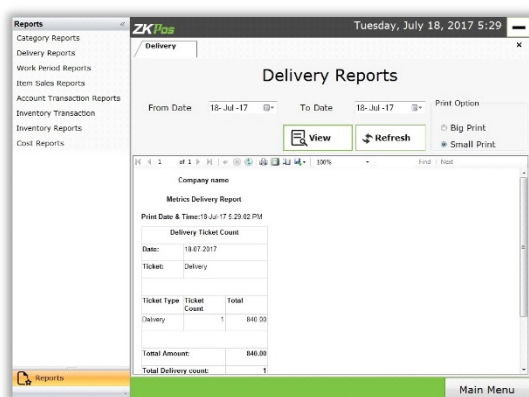 Reports
Category Reports
Delivery Reports
Work Period Reports
Item Sales Reports
Account Transaction Reports
Inventory Transaction
Inventory Reports
Cost Reports
Reports
ZKPos
Tuesday, July 18, 2017 5:29
Delivery
Delivery Reports
From Date 18- Jul -17 To Date 18- Jul -17
Print Option
Big Print
Small Print
View Refresh
1 of 1 100% Find | Next
Company name
Metrics Delivery Report
Print Date & Time:18-Jul-17 5:29:02 PM
Delivery Ticket Count
Date: 18-07-2017
Ticket: Delivery
Ticket Type Ticket Count Total
Delivery 1 840.00
Tottal Amount: 840.00
Total Delivery count: 1
Main Menu